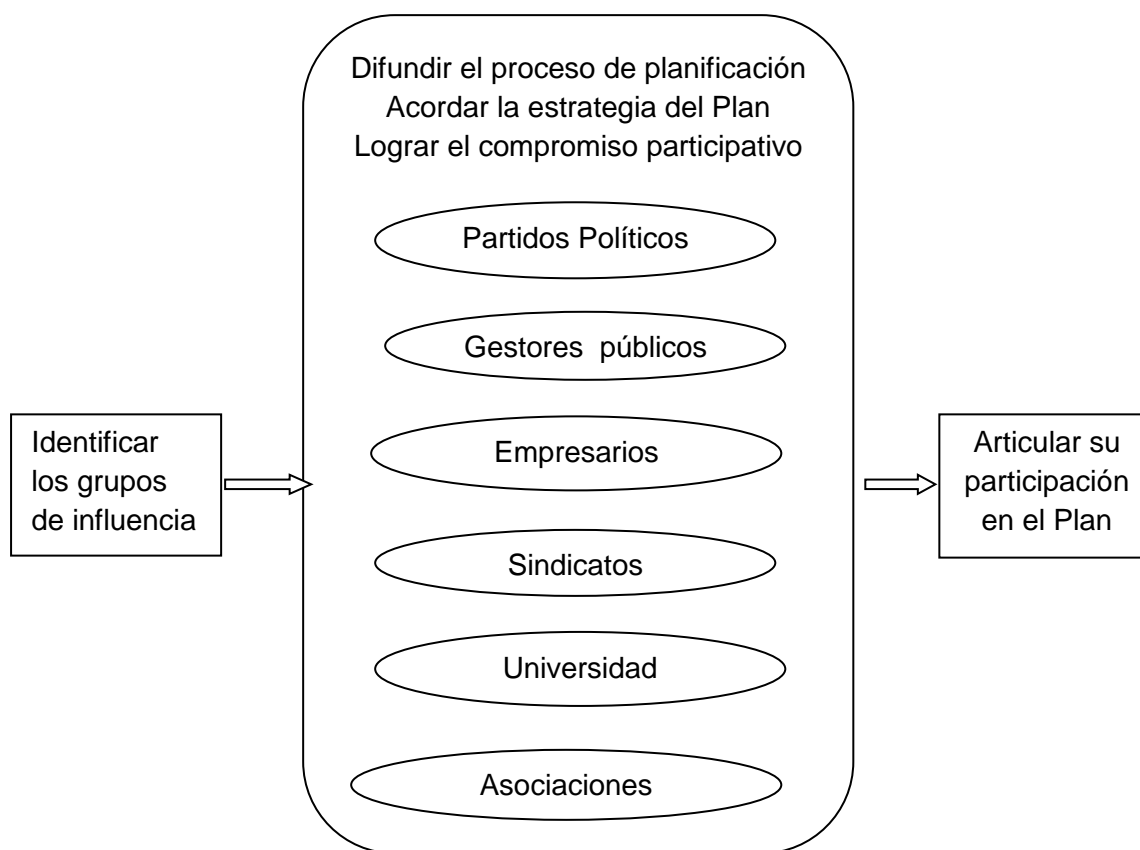 Difundir el proceso de planificación
Acordar la estrategia del Plan
Lograr el compromiso participativo
Partidos Políticos
Gestores públicos
Identificar
los grupos
de influencia
Empresarios
Sindicatos
Universidad
Asociaciones
Articular su
participación
en el Plan